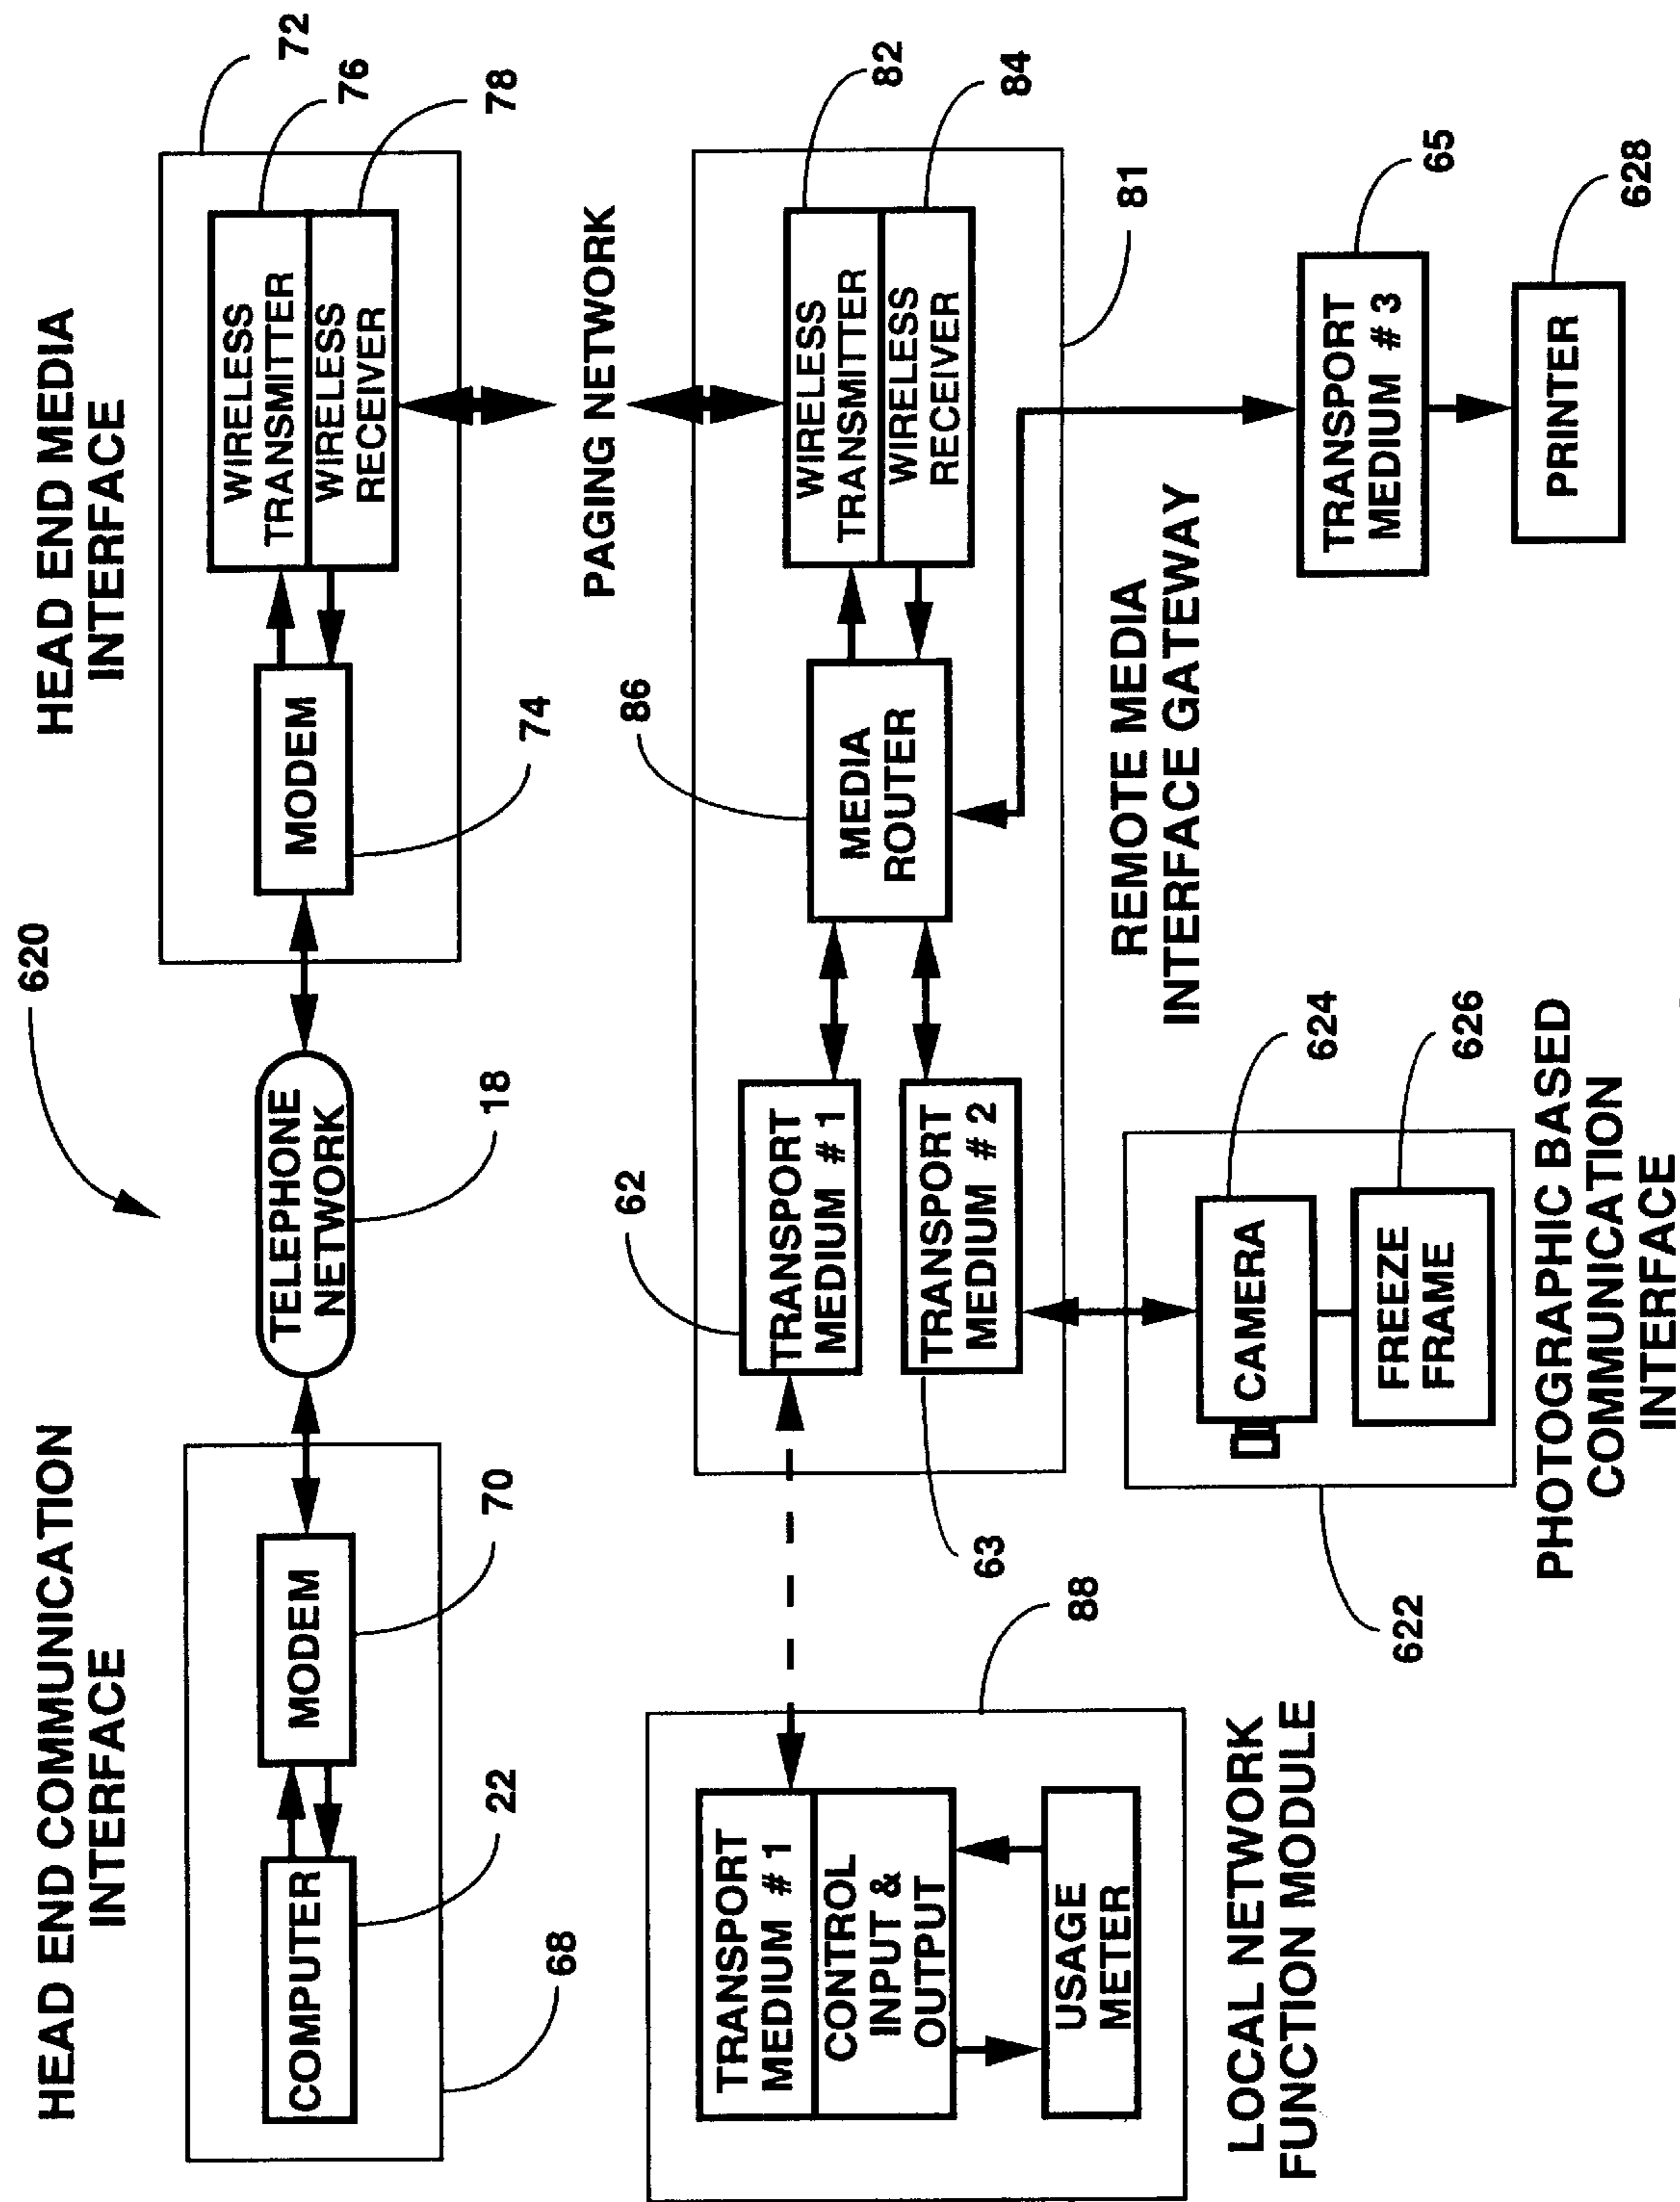 620
HEAD END COMMUNICATION
INTERFACE
COMPUTER
22
MODEM
70
68
TELEPHONE
NETWORK
18
HEAD END MEDIA
INTERFACE
MODEM
74
WIRELESS
TRANSMITTER
WIRELESS
RECEIVER
72
76
78
PAGING NETWORK
LOCAL NETWORK
FUNCTION MODULE
TRANSPORT
MEDIUM # 1
CONTROL
INPUT &
OUTPUT
USAGE
METER
88
62
TRANSPORT
MEDIUM # 1
TRANSPORT
MEDIUM # 2
63
86
MEDIA
ROUTER
WIRELESS
TRANSMITTER
WIRELESS
RECEIVER
82
84
81
REMOTE MEDIA
INTERFACE GATEWAY
CAMERA
624
FREEZE
FRAME
626
622
PHOTOGRAPHIC BASED
COMMUNICATION
INTERFACE
TRANSPORT
MEDIUM # 3
65
PRINTER
628